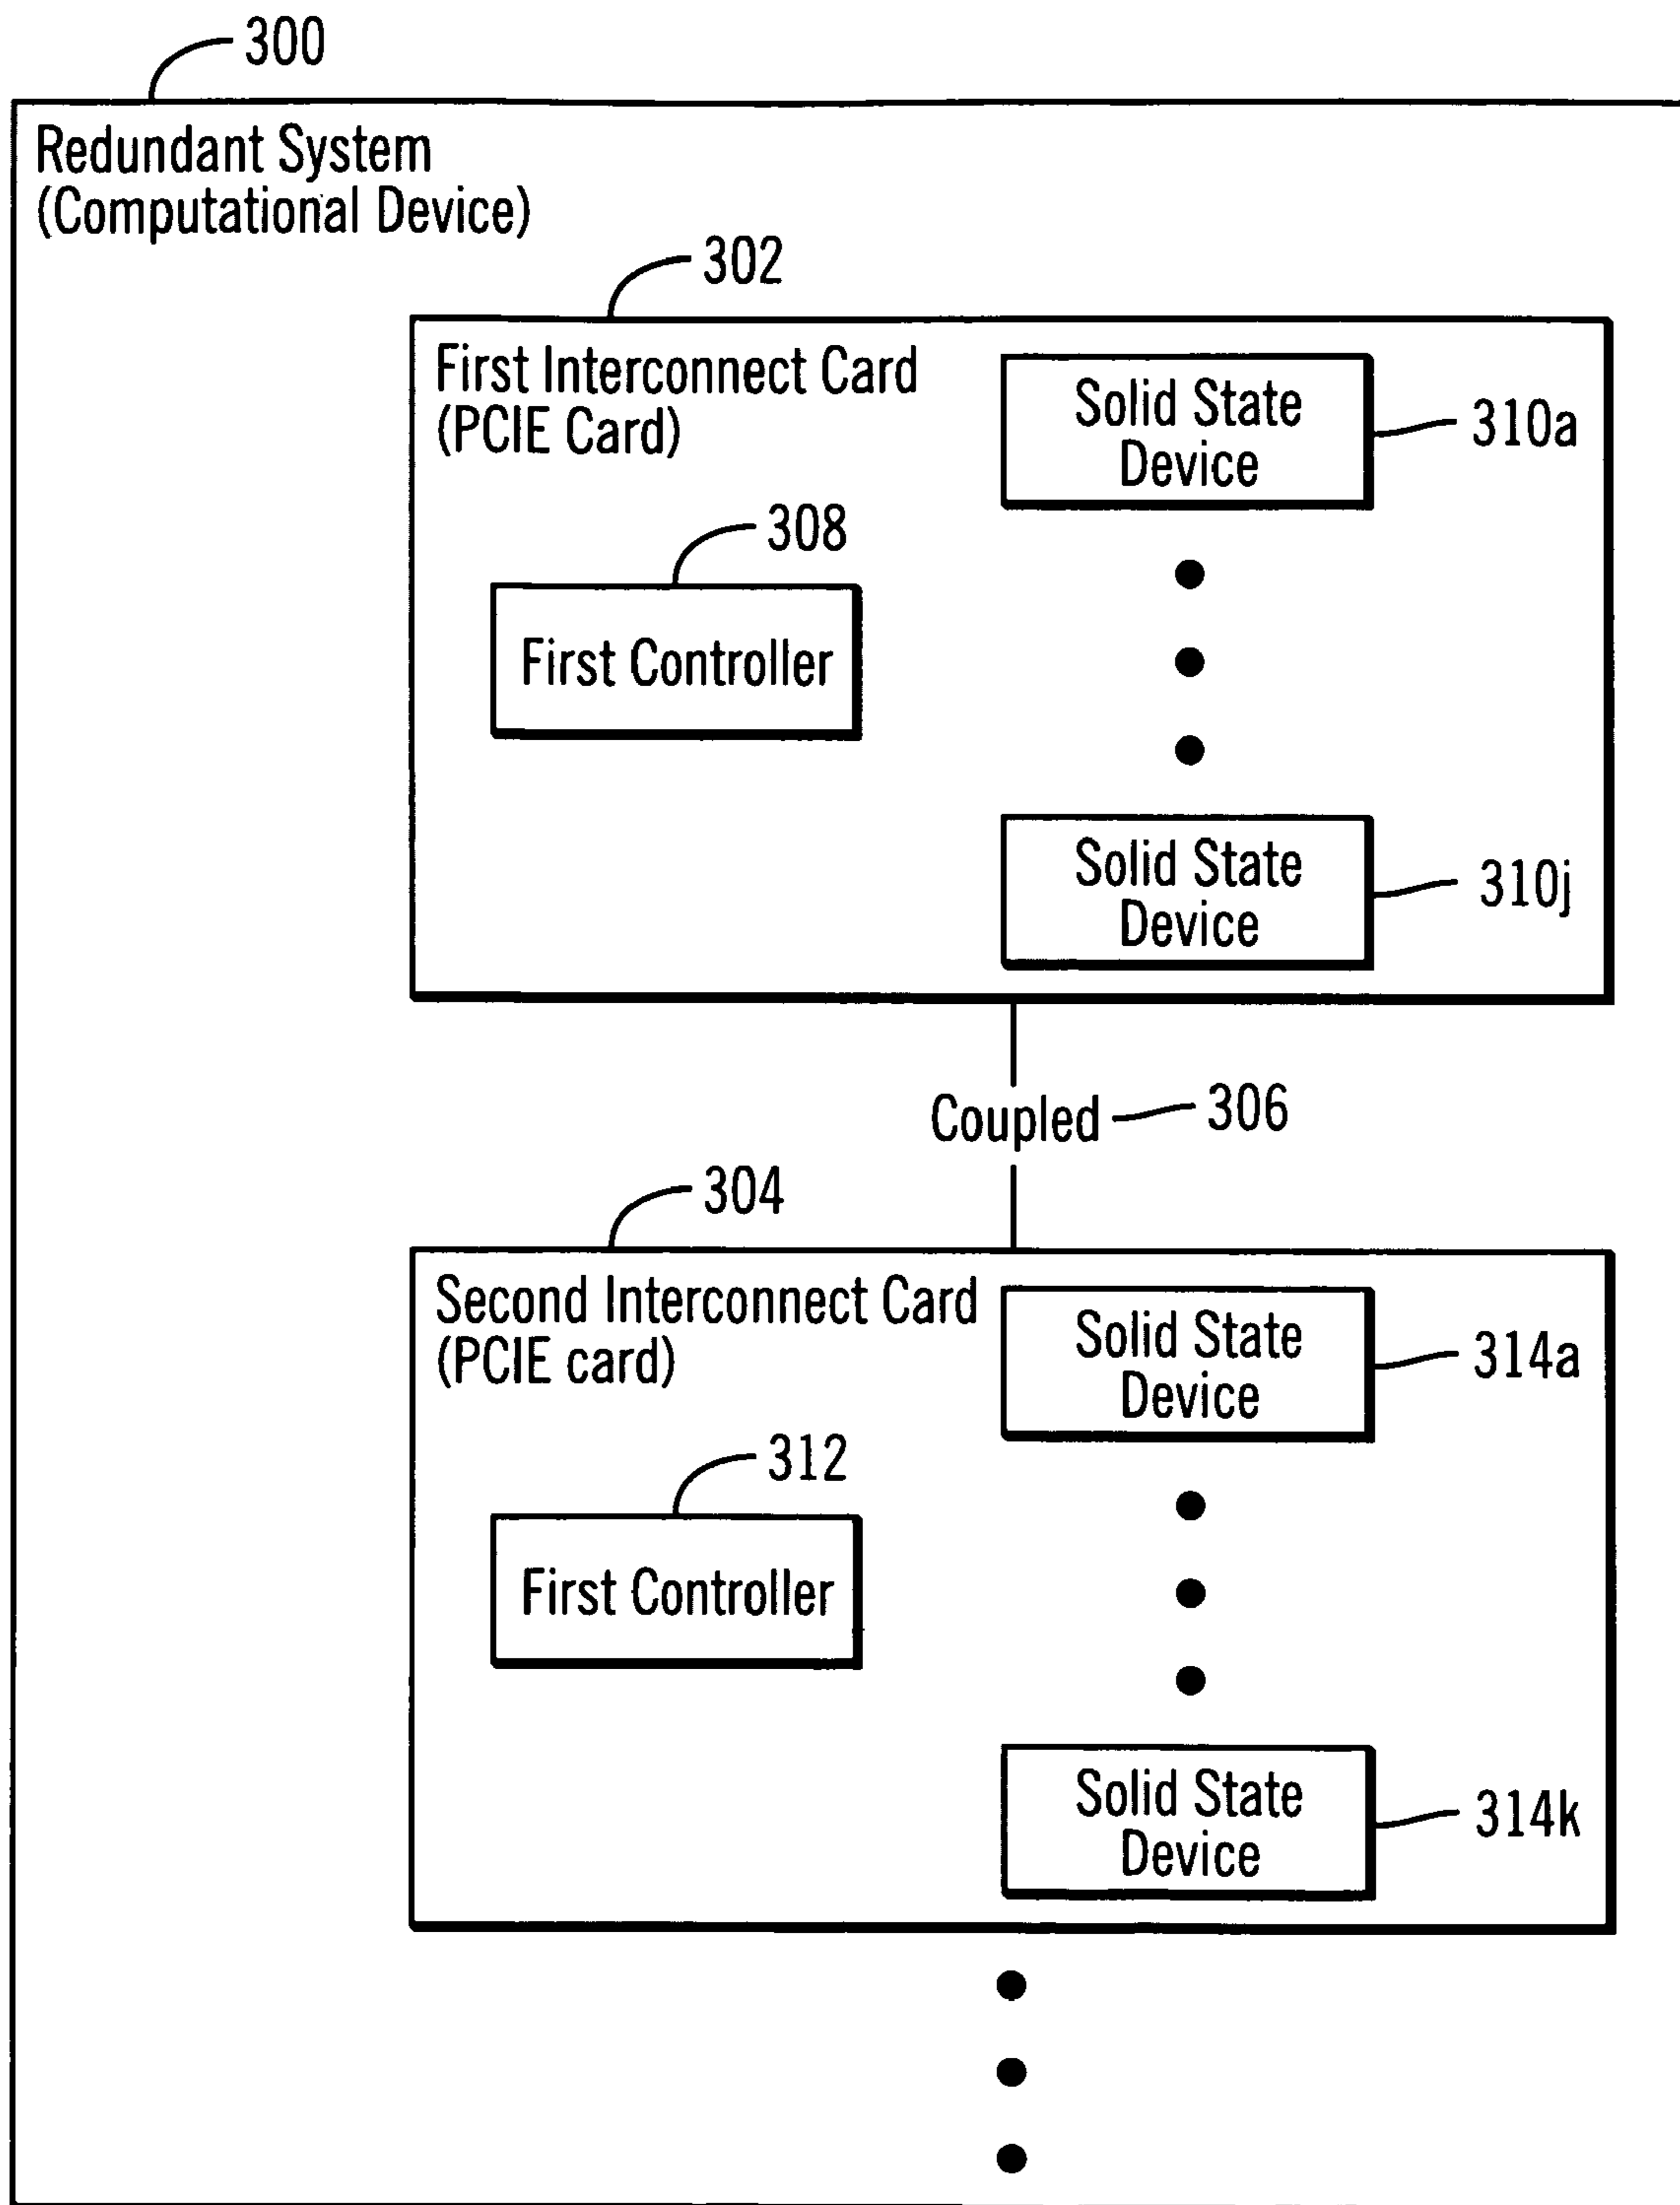 300
Redundant System
(Computational Device)
302
First Interconnect Card
(PCIE Card)
Solid State
Device
310a
308
First Controller
Solid State
Device
310j
Coupled
306
304
Second Interconnect Card
(PCIE card)
Solid State
Device
314a
312
First Controller
Solid State
Device
314k